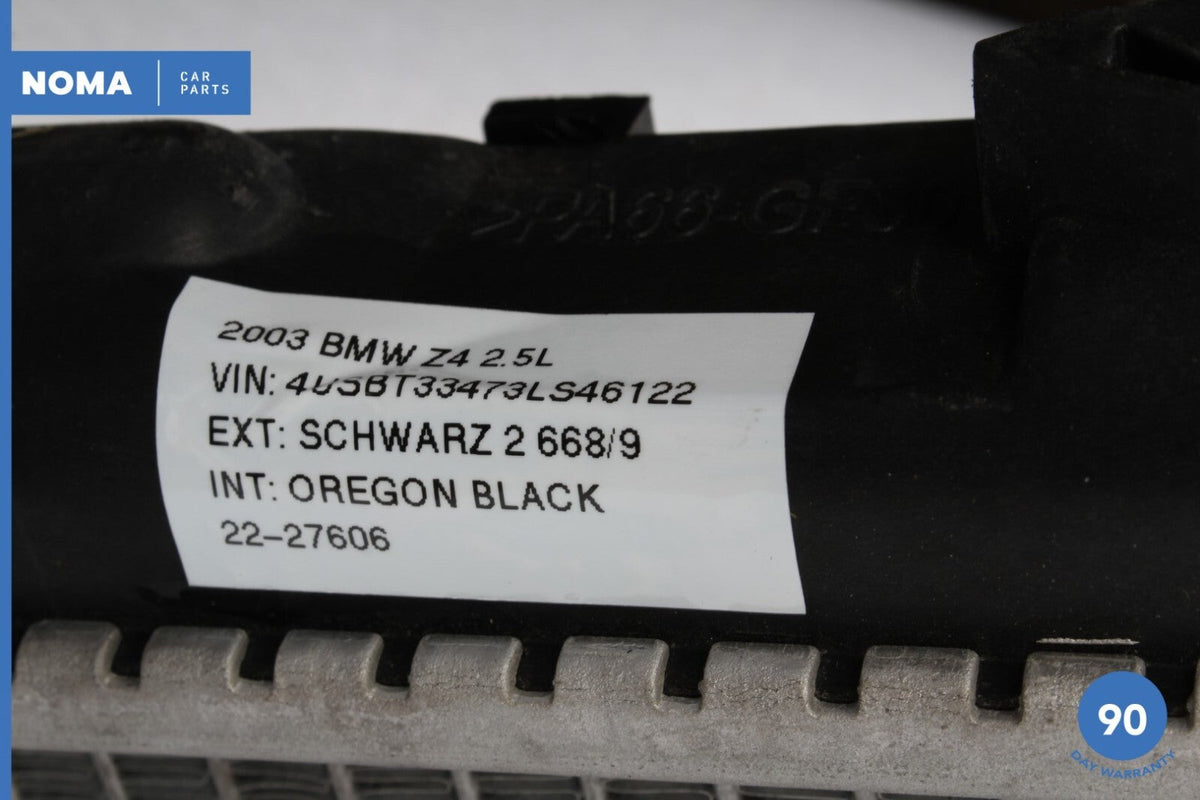 NOMA
CAR
PARTS
>PA66-GF
2003 BMW Z4 2.5L
VIN: 4USBT33473LS46122
EXT: SCHWARZ 2 668/9
INT: OREGON BLACK
22-27606
90
DAY WARRANTY